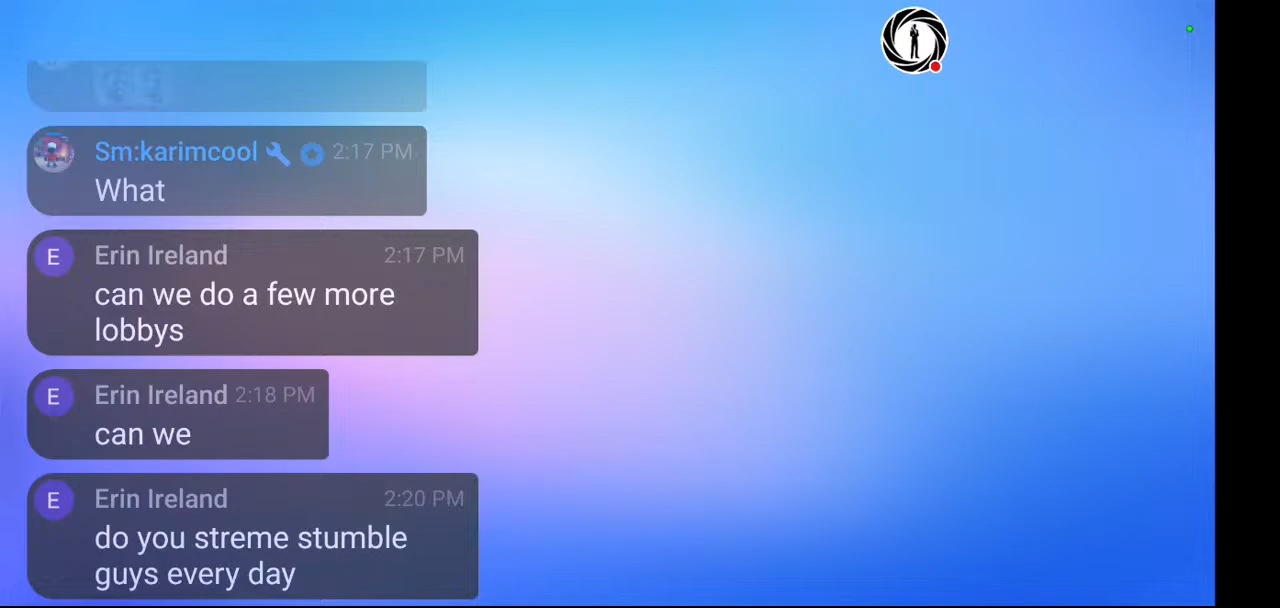 Sm:karimcool 2:17 PM
What
E Erin Ireland 2:17 PM
can we do a few more
lobbys
E Erin Ireland 2:18 PM
can we
E Erin Ireland 2:20 PM
do you streme stumble
guys every day